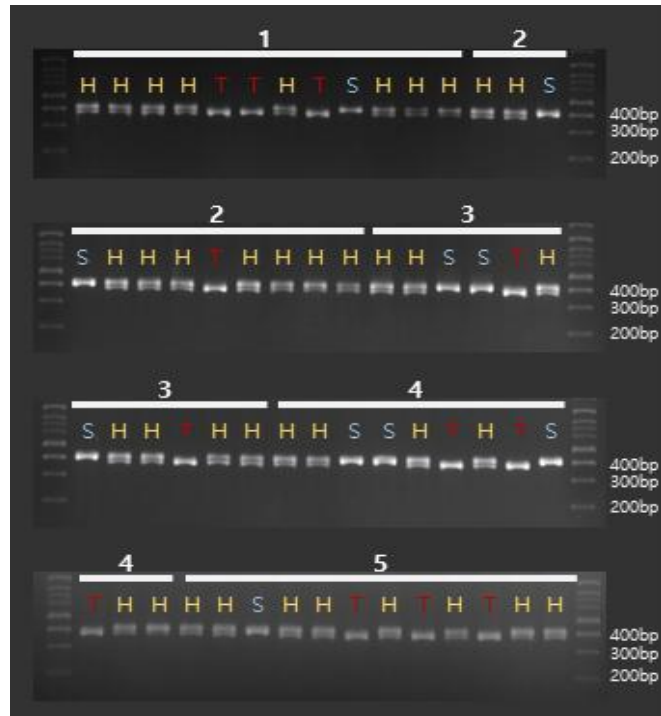 1 2
H H H H T T H T S H H H H H S
400bp
300bp
200bp
2 3
S H H H T H H H H H H S S T H
400bp
300bp
200bp
3 4
S H H T H H H H S S H T H T S
400bp
300bp
200bp
4 5
T H H H H S H H T H T H T H H
400bp
300bp
200bp